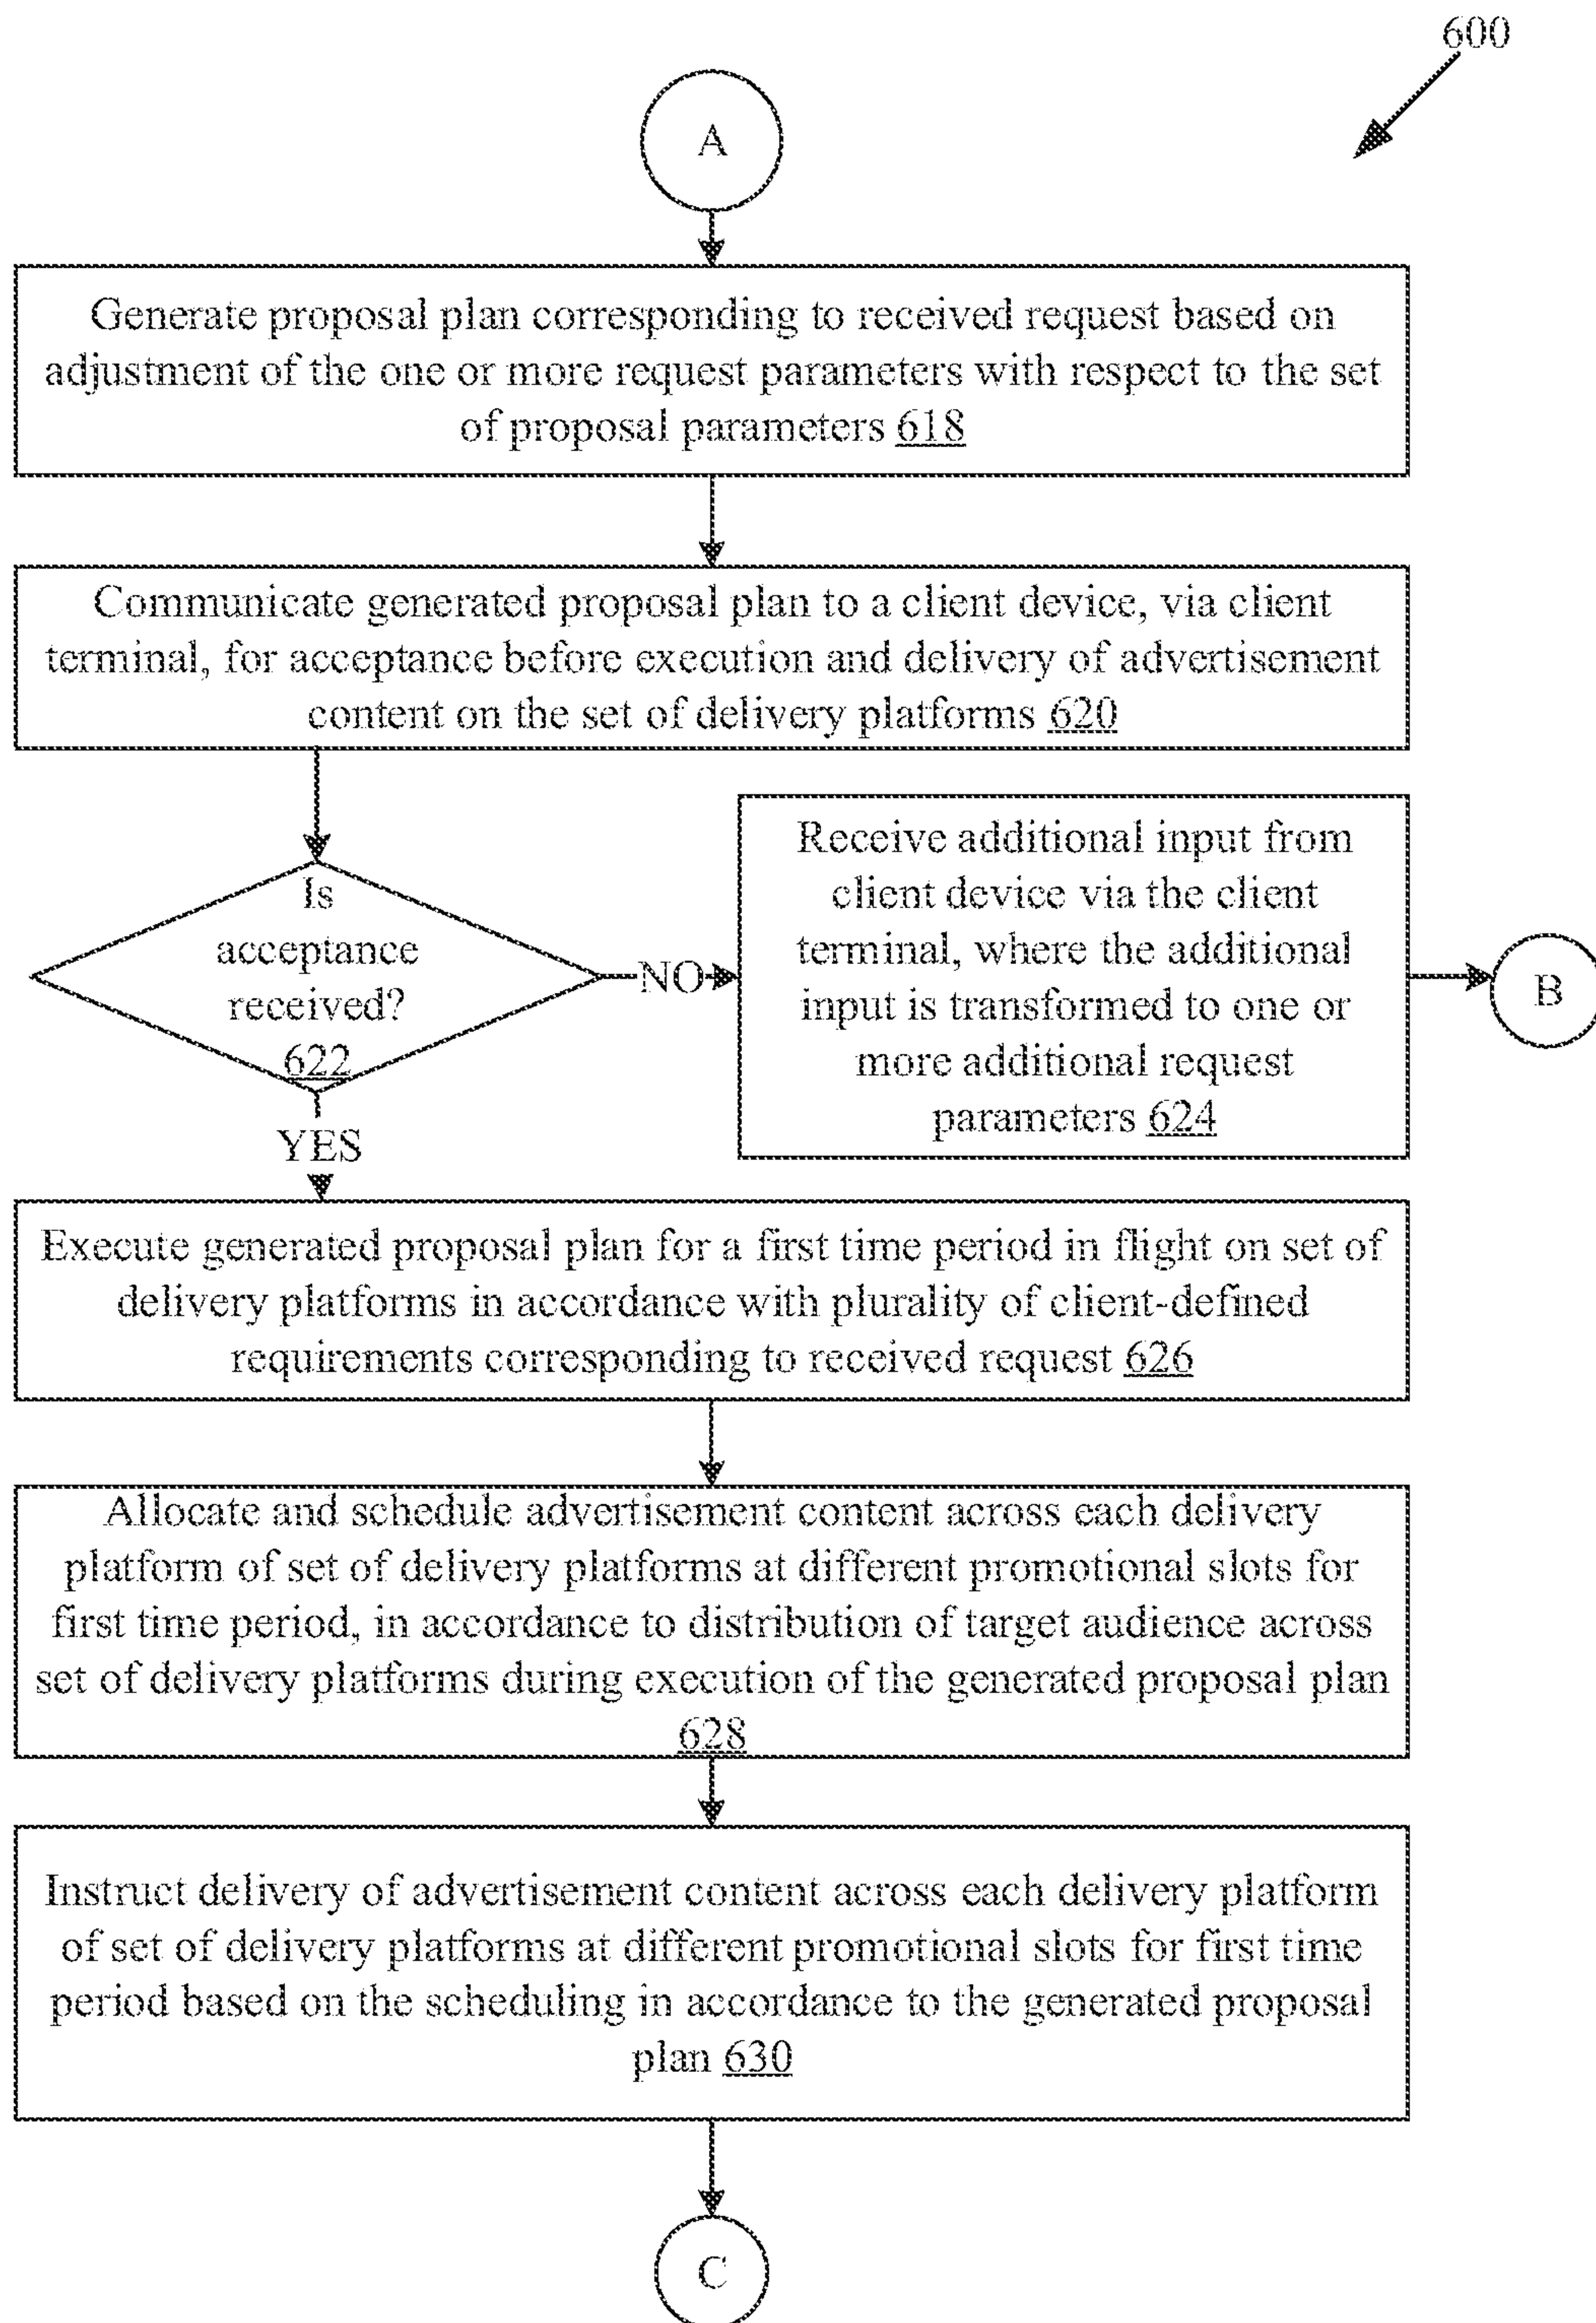 600
A
Generate proposal plan corresponding to received request based on
adjustment of the one or more request parameters with respect to the set
of proposal parameters 618
Communicate generated proposal plan to a client device, via client
terminal, for acceptance before execution and delivery of advertisement
content on the set of delivery platforms 620
Is
acceptance
received?
622
NO
Receive additional input from
client device via the client
terminal, where the additional
input is transformed to one or
more additional request
parameters 624
B
YES
Execute generated proposal plan for a first time period in flight on set of
delivery platforms in accordance with plurality of client-defined
requirements corresponding to received request 626
Allocate and schedule advertisement content across each delivery
platform of set of delivery platforms at different promotional slots for
first time period, in accordance to distribution of target audience across
set of delivery platforms during execution of the generated proposal plan
628
Instruct delivery of advertisement content across each delivery platform
of set of delivery platforms at different promotional slots for first time
period based on the scheduling in accordance to the generated proposal
plan 630
C